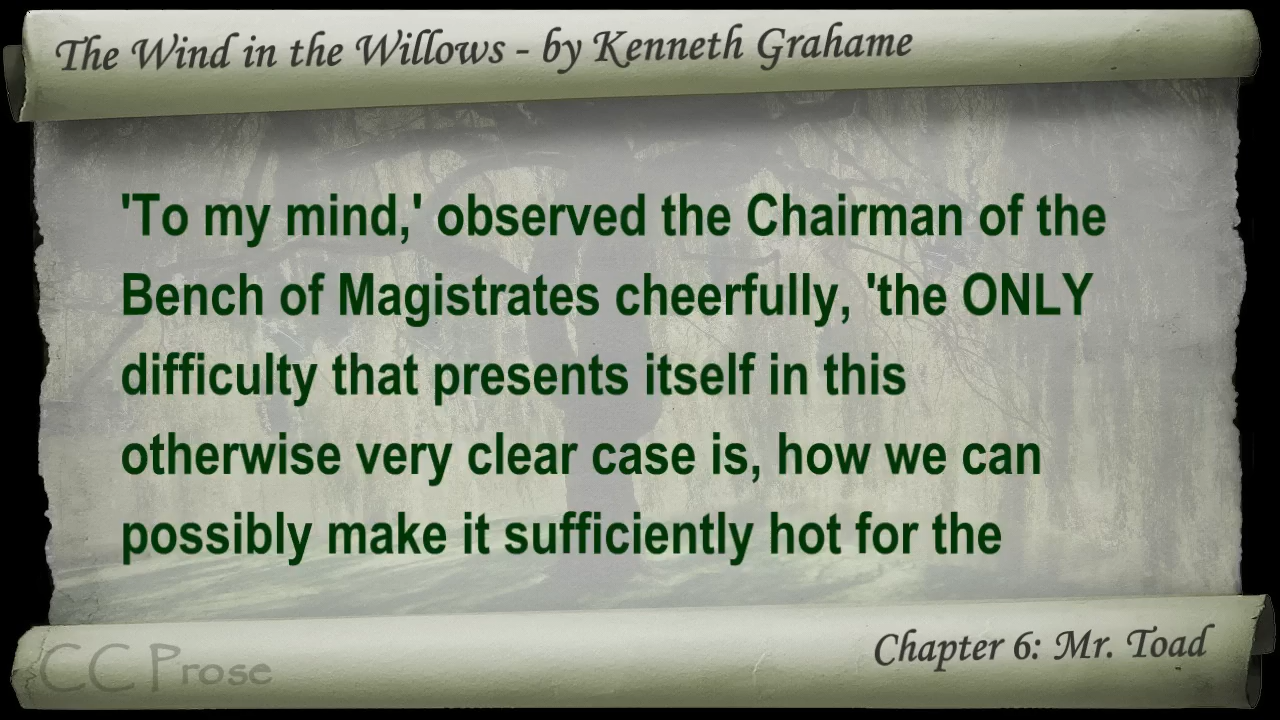 The Wind in the Willows - by Kenneth Grahame
'To my mind,' observed the Chairman of the
Bench of Magistrates cheerfully, 'the ONLY
difficulty that presents itself in this
otherwise very clear case is, how we can
possibly make it sufficiently hot for the
Chapter 6: Mr. Toad
CC Prose